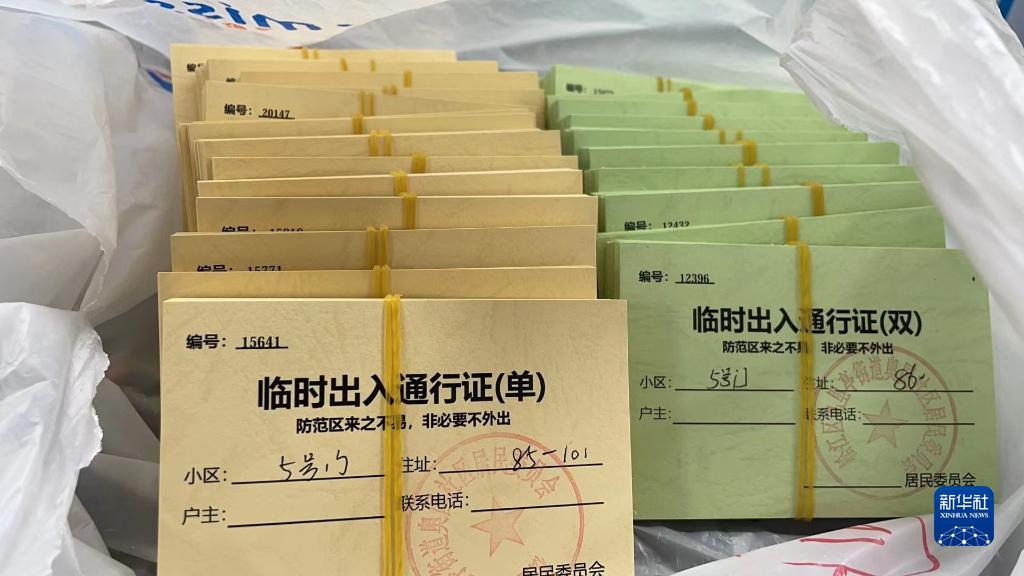 编号: 20147
编号: 15771
编号: 15641
临时出入通行证(单)
防范区来之不易，非必要不外出
小区: 5号门 住址: 85-101
户主: 联系电话:
居民委员会
编号: 12432
编号: 12396
临时出入通行证(双)
防范区来之不易 非必要不外出
小区: 5号门 住址: 86.
户主: 联系电话:
居民委员会
新华社
XINHUA NEWS